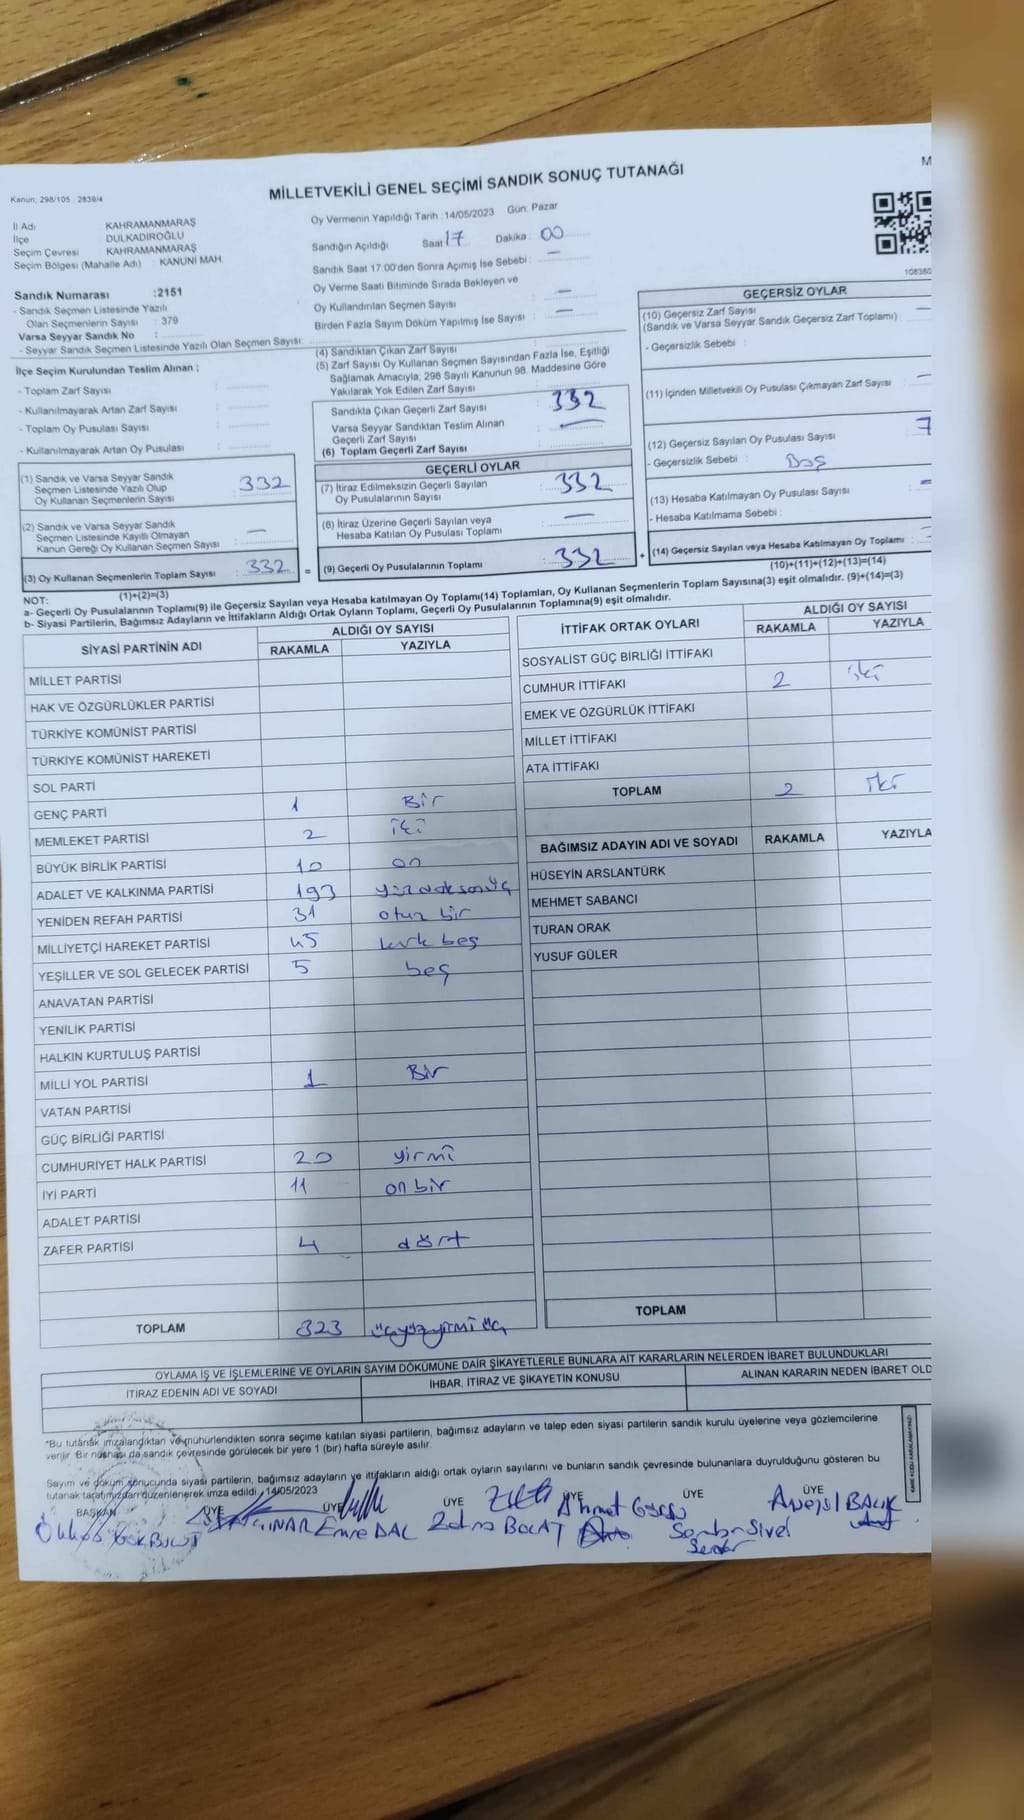 MİLLETVEKİLİ GENEL SEÇİMİ SANDIK SONUÇ TUTANAĞI
M
Kanun; 298/105 , 2839/4
İl Adı KAHRAMANMARAŞ
İlçe DULKADİROĞLU
Seçim Çevresi KAHRAMANMARAŞ
Seçim Bölgesi (Mahalle Adı) KANUNİ MAH.
Sandık Numarası :2151
- Sandık Seçmen Listesinde Yazılı
Olan Seçmenlerin Sayısı : 379
Varsa Seyyar Sandık No :
- Seyyar Sandık Seçmen Listesinde Yazılı Olan Seçmen Sayısı:
Oy Vermenin Yapıldığı Tarih : 14/05/2023 Gün: Pazar
Sandığın Açıldığı Saat 17 Dakika : 00
Sandık Saat 17:00'den Sonra Açımış İse Sebebi : —
Oy Verme Saati Bitiminde Sırada Bekleyen ve
Oy Kullandırılan Seçmen Sayısı : —
Birden Fazla Sayım Döküm Yapılmış İse Sayısı : —
İlçe Seçim Kurulundan Teslim Alınan ;
- Toplam Zarf Sayısı :
- Kullanılmayarak Artan Zarf Sayısı :
- Toplam Oy Pusulası Sayısı :
- Kullanılmayarak Artan Oy Pusulası :
(1) Sandık ve Varsa Seyyar Sandık
Seçmen Listesinde Yazılı Olup
Oy Kullanan Seçmenlerin Sayısı : 332
(2) Sandık ve Varsa Seyyar Sandık
Seçmen Listesinde Kayıtlı Olmayan
Kanun Gereği Oy Kullanan Seçmen Sayısı : —
(3) Oy Kullanan Seçmenlerin Toplam Sayısı : 332 =
(1)+(2)=(3)
(4) Sandıktan Çıkan Zarf Sayısı
(5) Zarf Sayısı Oy Kullanan Seçmen Sayısından Fazla İse, Eşitliği
Sağlamak Amacıyla, 298 Sayılı Kanunun 98. Maddesine Göre
Yakılarak Yok Edilen Zarf Sayısı :
Sandıkta Çıkan Geçerli Zarf Sayısı : 332
Varsa Seyyar Sandıktan Teslim Alınan
Geçerli Zarf Sayısı : —
(6) Toplam Geçerli Zarf Sayısı :
GEÇERLİ OYLAR
(7) İtiraz Edilmeksizin Geçerli Sayılan
Oy Pusulalarının Sayısı : 332
(8) İtiraz Üzerine Geçerli Sayılan veya
Hesaba Katılan Oy Pusulası Toplamı : —
(9) Geçerli Oy Pusulalarının Toplamı : 332 +
108380
GEÇERSİZ OYLAR
(10) Geçersiz Zarf Sayısı —
(Sandık ve Varsa Seyyar Sandık Geçersiz Zarf Toplamı) :
- Geçersizlik Sebebi :
(11) İçinden Milletvekili Oy Pusulası Çıkmayan Zarf Sayısı : —
(12) Geçersiz Sayılan Oy Pusulası Sayısı : 7
- Geçersizlik Sebebi : Boş
(13) Hesaba Katılmayan Oy Pusulası Sayısı : —
- Hesaba Katılmama Sebebi :
(14) Geçersiz Sayılan veya Hesaba Katılmayan Oy Toplamı :
(10)+(11)+(12)+(13)=(14)
NOT:
a- Geçerli Oy Pusulalarının Toplamı(9) ile Geçersiz Sayılan veya Hesaba katılmayan Oy Toplamı(14) Toplamları, Oy Kullanan Seçmenlerin Toplam Sayısına(3) eşit olmalıdır. (9)+(14)=(3)
b- Siyasi Partilerin, Bağımsız Adayların ve İttifakların Aldığı Ortak Oyların Toplamı, Geçerli Oy Pusulalarının Toplamına(9) eşit olmalıdır.
SİYASİ PARTİNİN ADI ALDIĞI OY SAYISI
RAKAMLA YAZIYLA
MİLLET PARTİSİ
HAK VE ÖZGÜRLÜKLER PARTİSİ
TÜRKİYE KOMÜNİST PARTİSİ
TÜRKİYE KOMÜNİST HAREKETİ
SOL PARTİ
GENÇ PARTİ 1 Bir
MEMLEKET PARTİSİ 2 iki
BÜYÜK BİRLİK PARTİSİ 10 on
ADALET VE KALKINMA PARTİSİ 193 yüzdoksanüç
YENİDEN REFAH PARTİSİ 31 otuz bir
MİLLİYETÇİ HAREKET PARTİSİ 45 kırk beş
YEŞİLLER VE SOL GELECEK PARTİSİ 5 beş
ANAVATAN PARTİSİ
YENİLİK PARTİSİ
HALKIN KURTULUŞ PARTİSİ
MİLLİ YOL PARTİSİ 1 Bir
VATAN PARTİSİ
GÜÇ BİRLİĞİ PARTİSİ
CUMHURİYET HALK PARTİSİ 20 yirmi
İYİ PARTİ 11 on bir
ADALET PARTİSİ
ZAFER PARTİSİ 4 dört
TOPLAM 323 üçyüzyirmi üç
İTTİFAK ORTAK OYLARI ALDIĞI OY SAYISI
RAKAMLA YAZIYLA
SOSYALİST GÜÇ BİRLİĞİ İTTİFAKI
CUMHUR İTTİFAKI 2 iki
EMEK VE ÖZGÜRLÜK İTTİFAKI
MİLLET İTTİFAKI
ATA İTTİFAKI
TOPLAM 2 iki
BAĞIMSIZ ADAYIN ADI VE SOYADI RAKAMLA YAZIYLA
HÜSEYİN ARSLANTÜRK
MEHMET SABANCI
TURAN ORAK
YUSUF GÜLER
TOPLAM
OYLAMA İŞ VE İŞLEMLERİNE VE OYLARIN SAYIM DÖKÜMÜNE DAİR ŞİKAYETLERLE BUNLARA AİT KARARLARIN NELERDEN İBARET BULUNDUKLARI
İTİRAZ EDENİN ADI VE SOYADI İHBAR, İTİRAZ VE ŞİKAYETİN KONUSU ALINAN KARARIN NEDEN İBARET OLD
*Bu tutanak imzalandıktan ve mühürlendikten sonra seçime katılan siyasi partilerin, bağımsız adayların ve talep eden siyasi partilerin sandık kurulu üyelerine veya gözlemcilerine
verilir. Bir nüshası da sandık çevresinde görülecek bir yere 1 (bir) hafta süreyle asılır.
Sayım ve döküm sonucunda siyasi partilerin, bağımsız adayların ve ittifakların aldığı ortak oyların sayılarını ve bunların sandık çevresinde bulunanlara duyrulduğunu gösteren bu
tutanak tarafımızdan düzenlenerek imza edildi. 14/05/2023
BAŞKAN ÜYE ÜYE ÜYE ÜYE ÜYE ÜYE
Emre DAL
Ahmet
BALIK